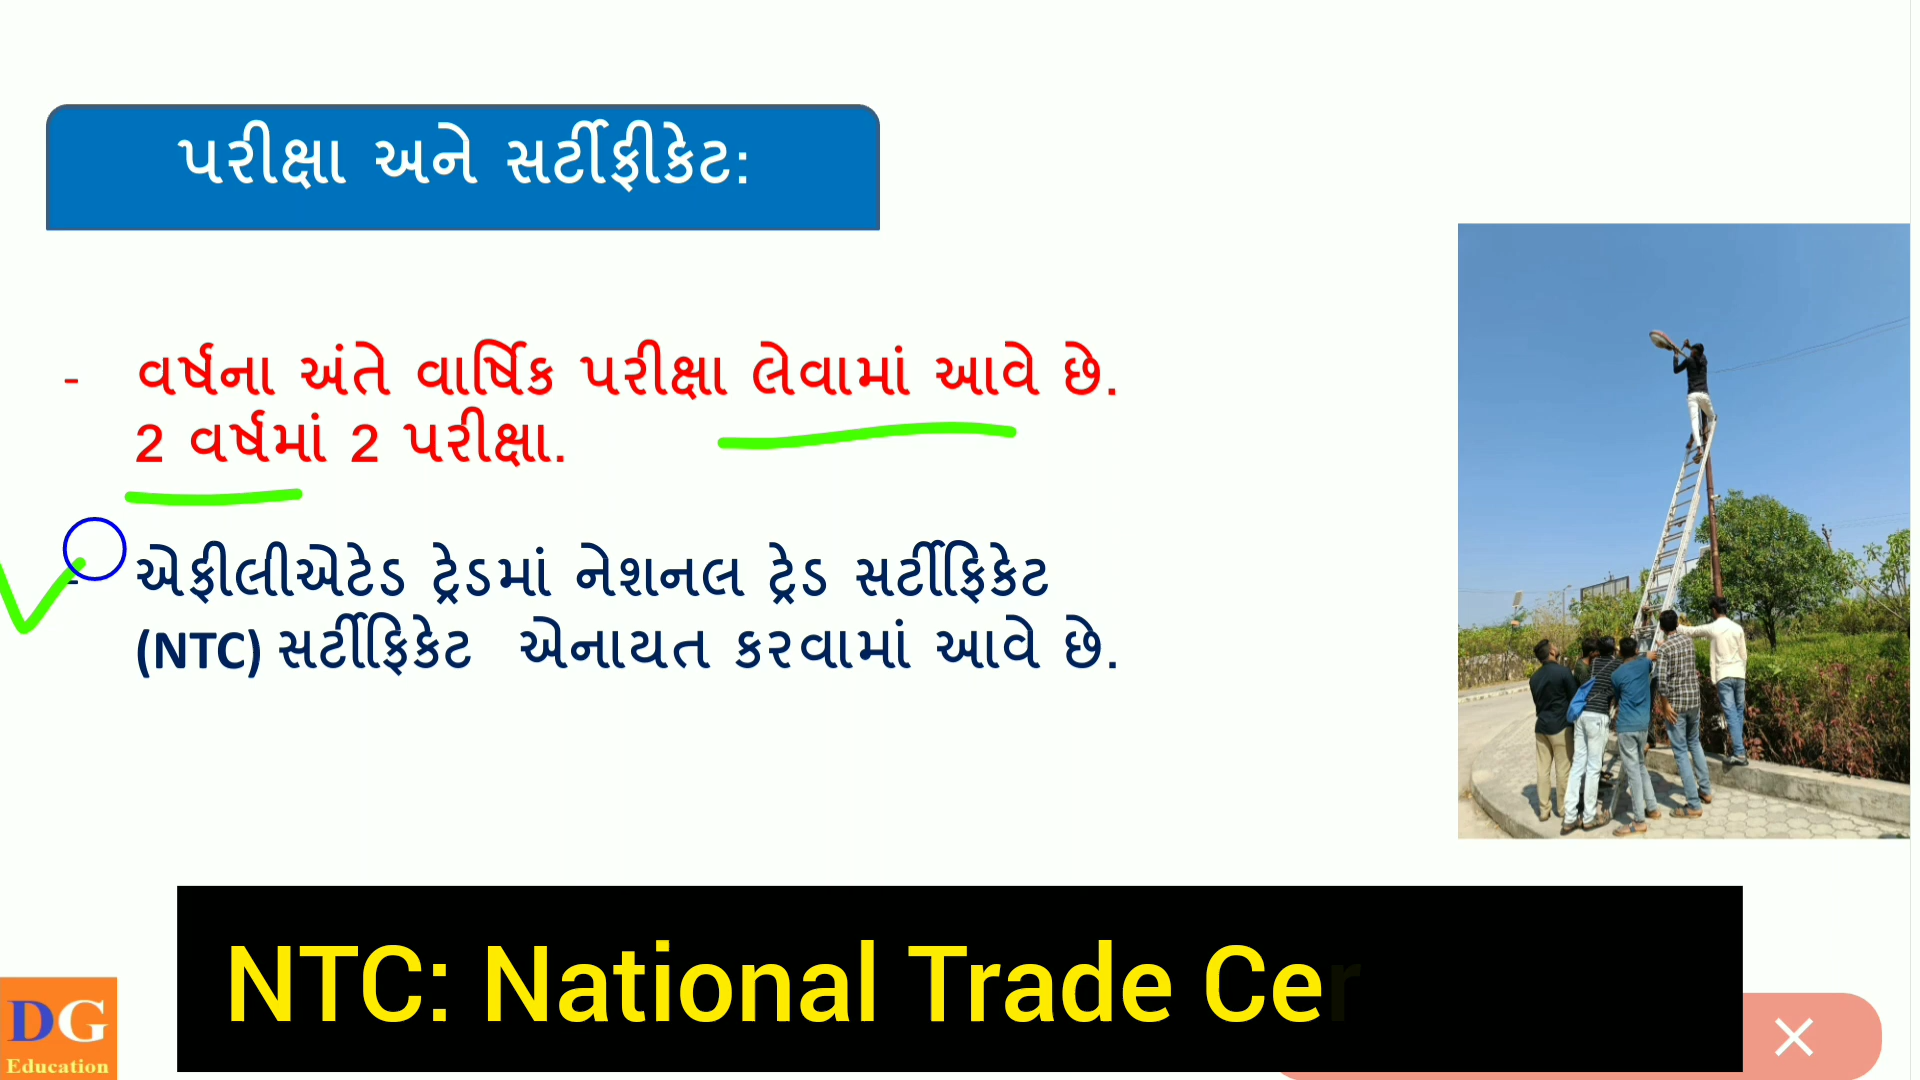 પરીક્ષા અને સર્ટીફીકેટ:
- વર્ષના અંતે વાર્ષિક પરીક્ષા લેવામાં આવે છે.
2 વર્ષમાં 2 પરીક્ષા.
- એફીલીએટેડ ટ્રેડમાં નેશનલ ટ્રેડ સર્ટીફિકેટ
(NTC) સર્ટીફિકેટ એનાયત કરવામાં આવે છે.
NTC: National Trade Cer
DG
Education